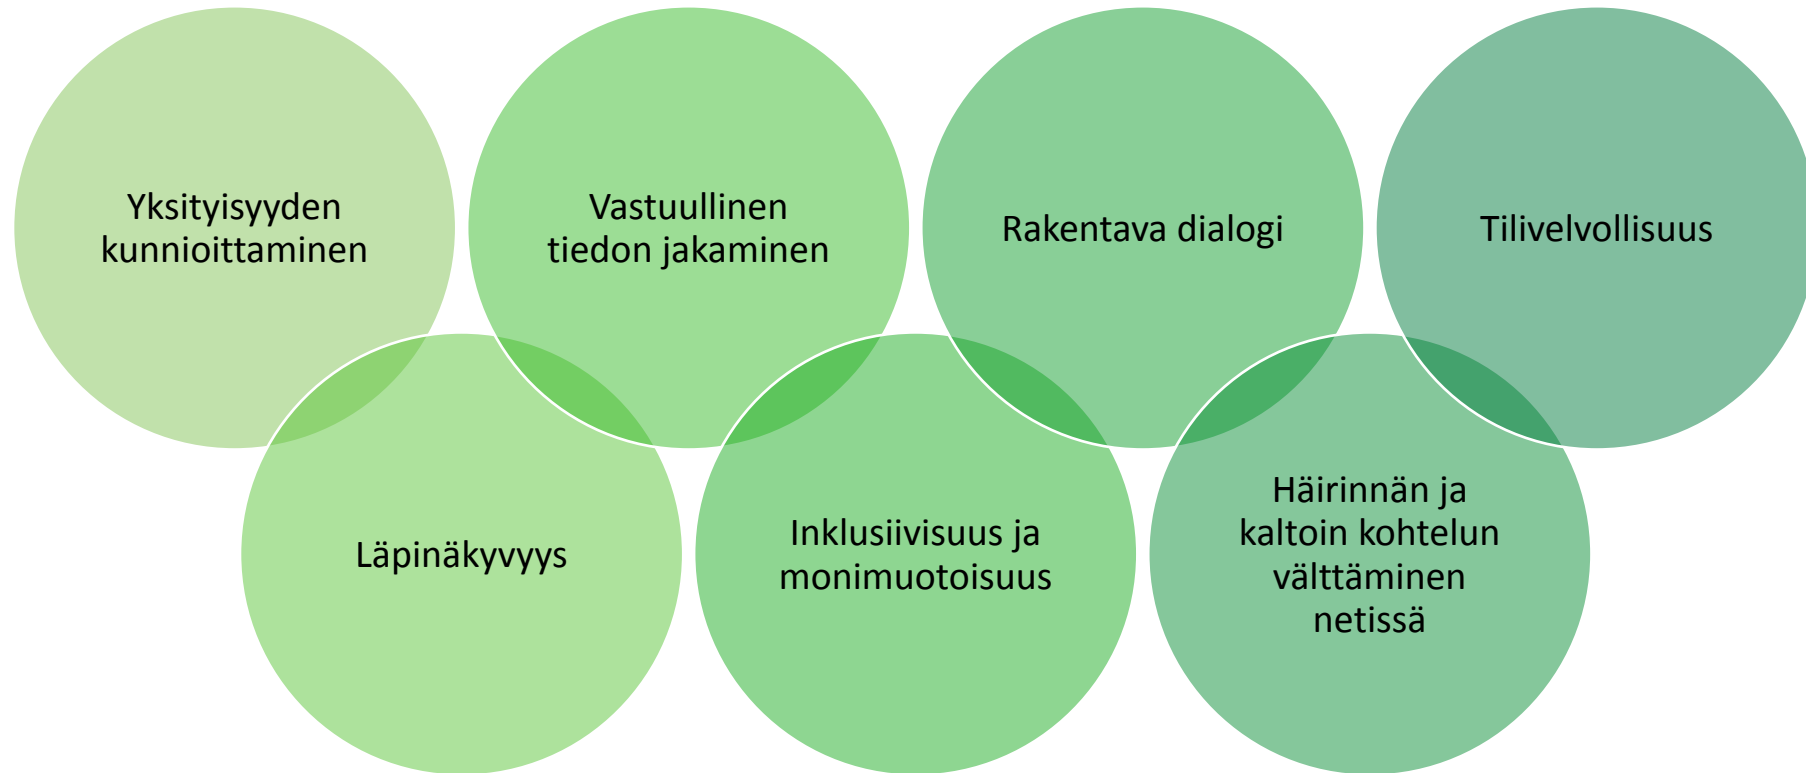 Yksityisyyden
kunnioittaminen
Vastuullinen
tiedon jakaminen
Rakentava dialogi
Tilivelvollisuus
Läpinäkyvyys
Inklusiivisuus ja
monimuotoisuus
Häirinnän ja
kaltoin kohtelun
välttäminen
netissä